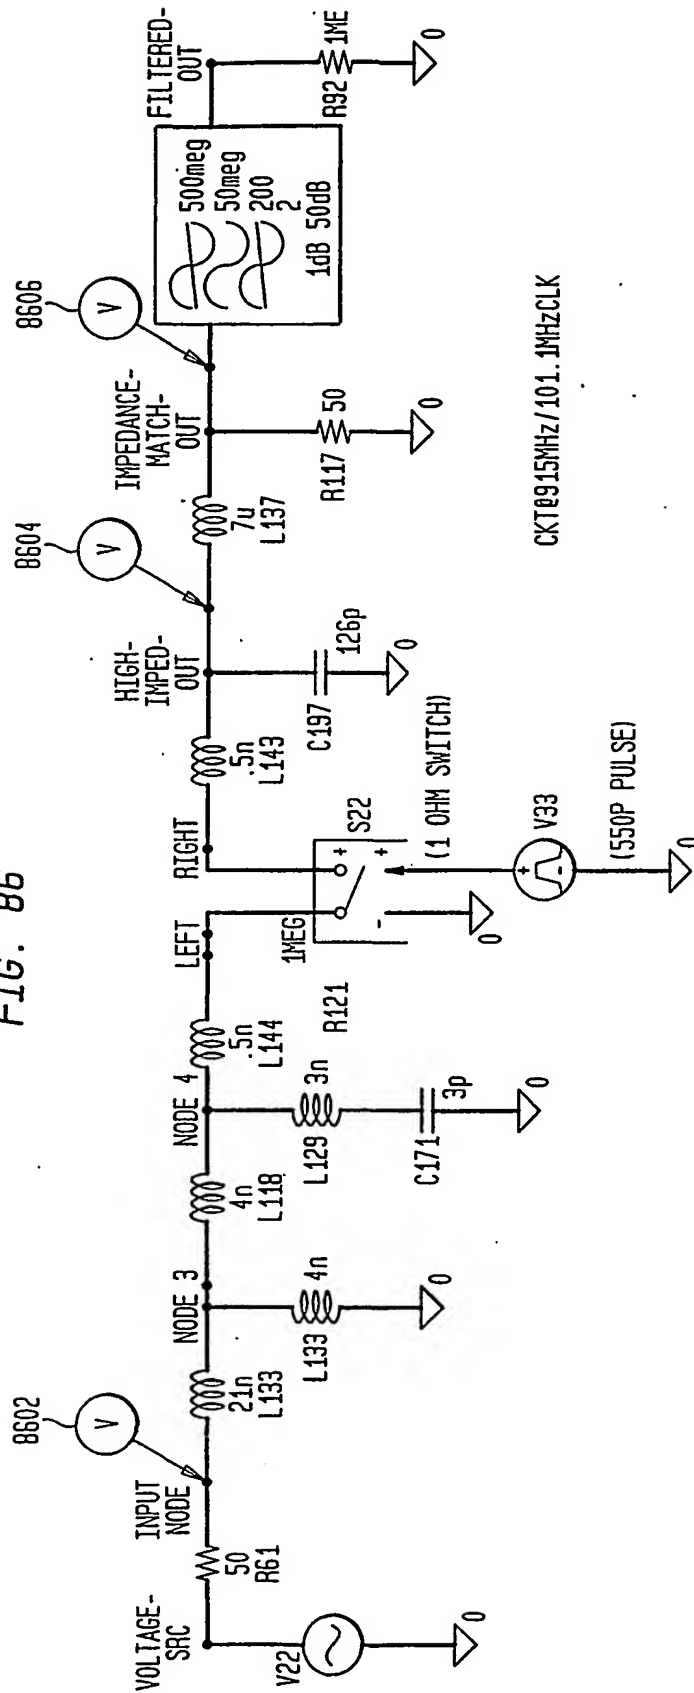 FIG. 86
8602
8604
8606
VOLTAGE-
SRC
V22
0
50
R61
INPUT
NODE
V
21n
L133
NODE 3
L133
4n
0
4n
L118
NODE 4
L129
3n
C171
3p
0
.5n
L144
LEFT
R121
1MEG
S22
+
+
-
0
(1 OHM SWITCH)
+
-
V33
(550P PULSE)
0
RIGHT
.5n
L143
HIGH-
IMPED-
OUT
C197
126p
0
V
7u
L137
IMPEDANCE-
MATCH-
OUT
R117
50
0
V
500meg
50meg
200
2
1dB 50dB
FILTERED-
OUT
R92
1ME
0
CKT@915MHz/101.1MHzCLK